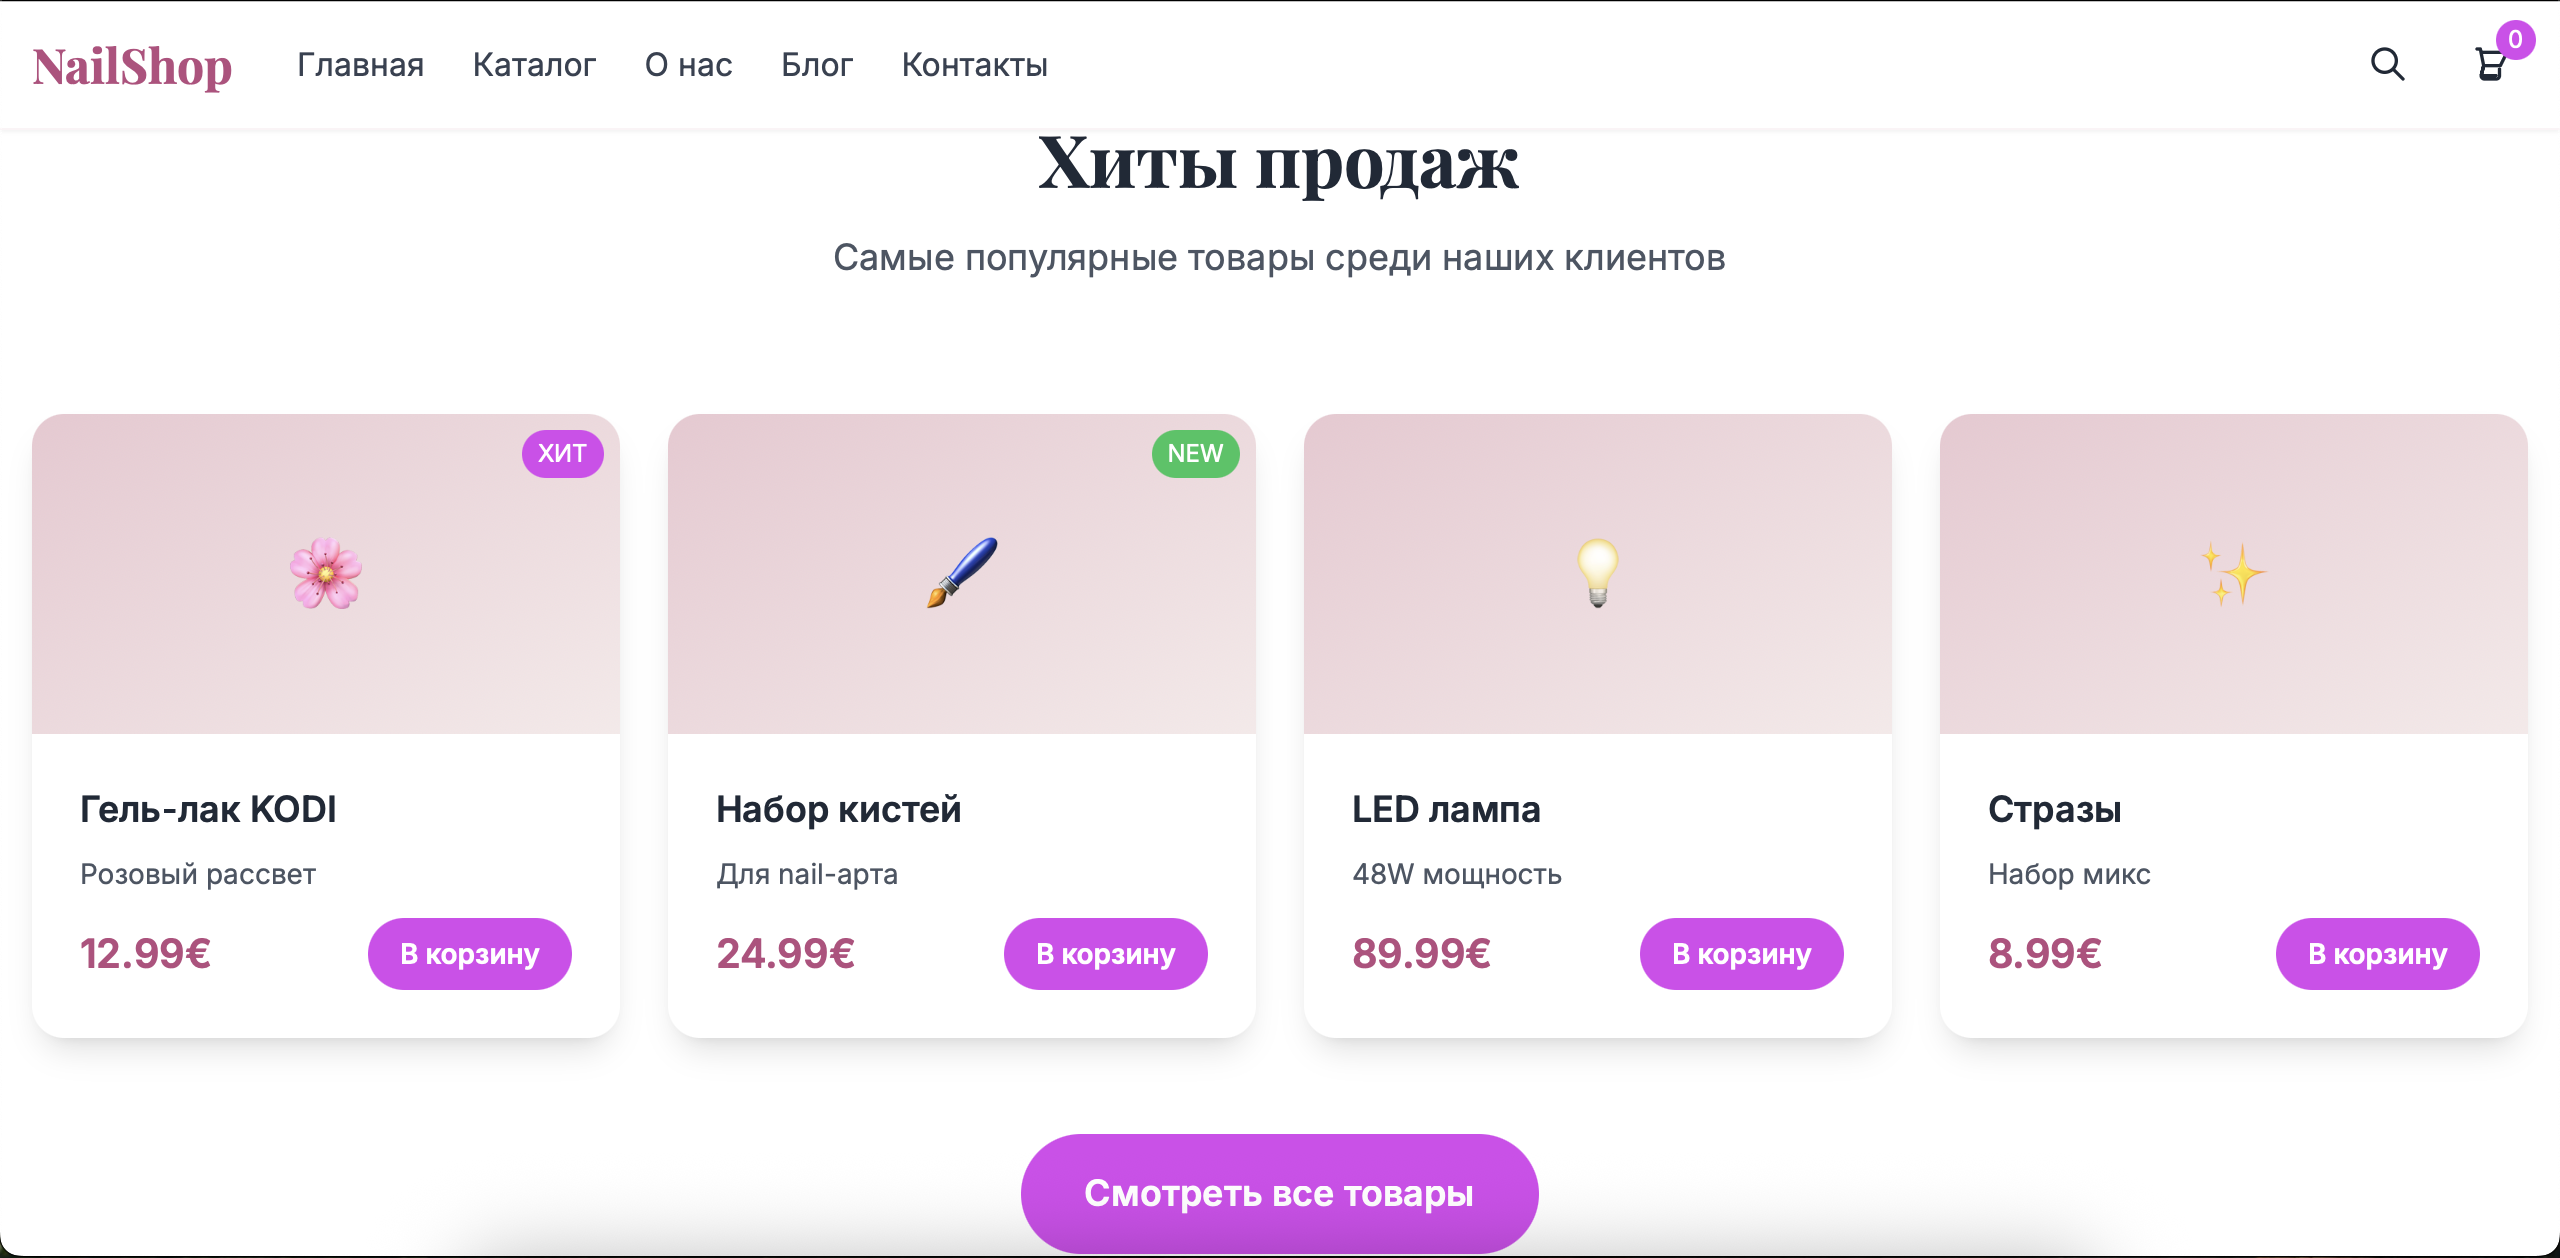 NailShop
Главная
Каталог
О нас
Блог
Контакты
0
Хиты продаж
Самые популярные товары среди наших клиентов
ХИТ
Гель-лак KODI
Розовый рассвет
12.99€
В корзину
NEW
Набор кистей
Для nail-арта
24.99€
В корзину
LED лампа
48W мощность
89.99€
В корзину
Стразы
Набор микс
8.99€
В корзину
Смотреть все товары